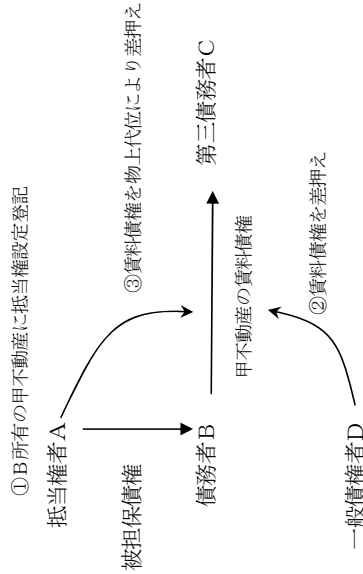 ①B所有の甲不動産に抵当権設定登記
抵当権者A
③賃料債権を物上代位により差押え
被担保債権
債務者B
第三債務者C
甲不動産の賃料債権
②賃料債権を差押え
一般債権者D